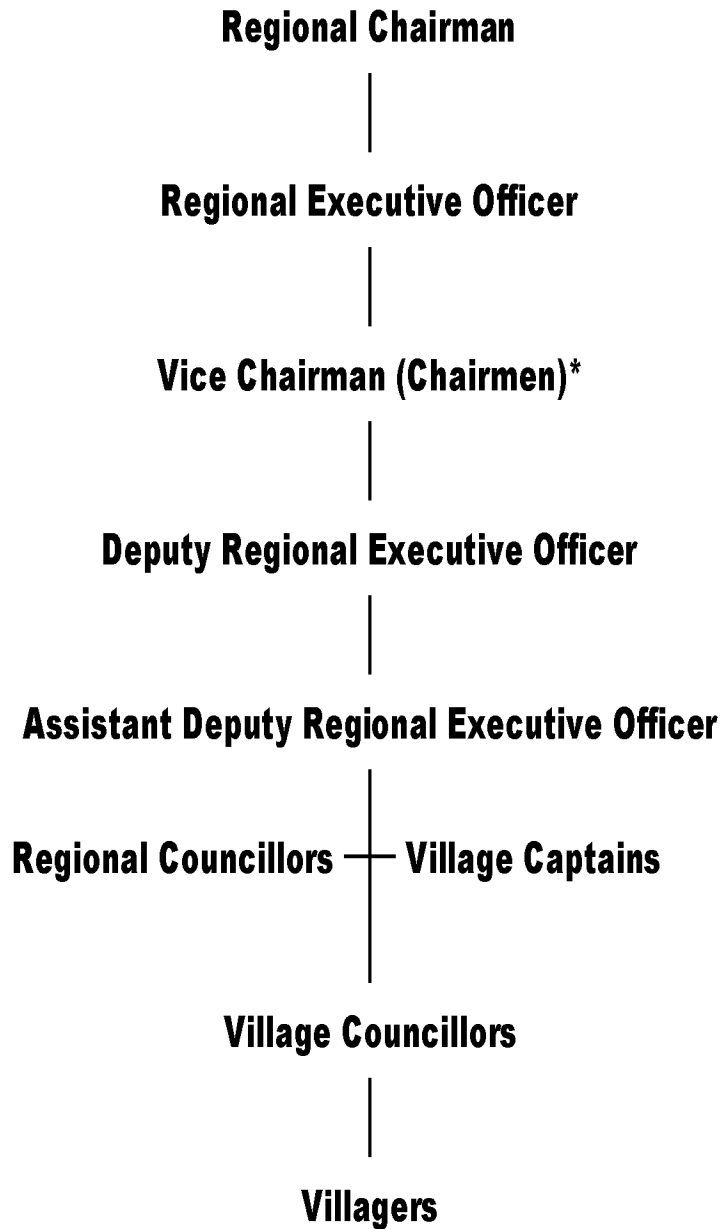 Regional Chairman
Regional Executive Officer
Vice Chairman (Chairmen)*
Deputy Regional Executive Officer
Assistant Deputy Regional Executive Officer
Regional Councillors Village Captains
Village Councillors
Villagers